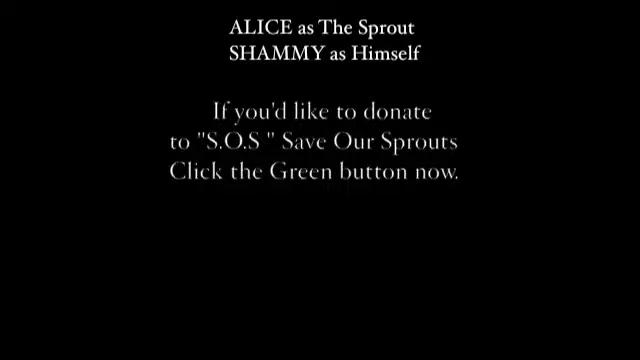 ALICE as The Sprout
SHAMMY as Himself
If you'd like to donate
to "S.O.S " Save Our Sprouts
Click the Green button now.